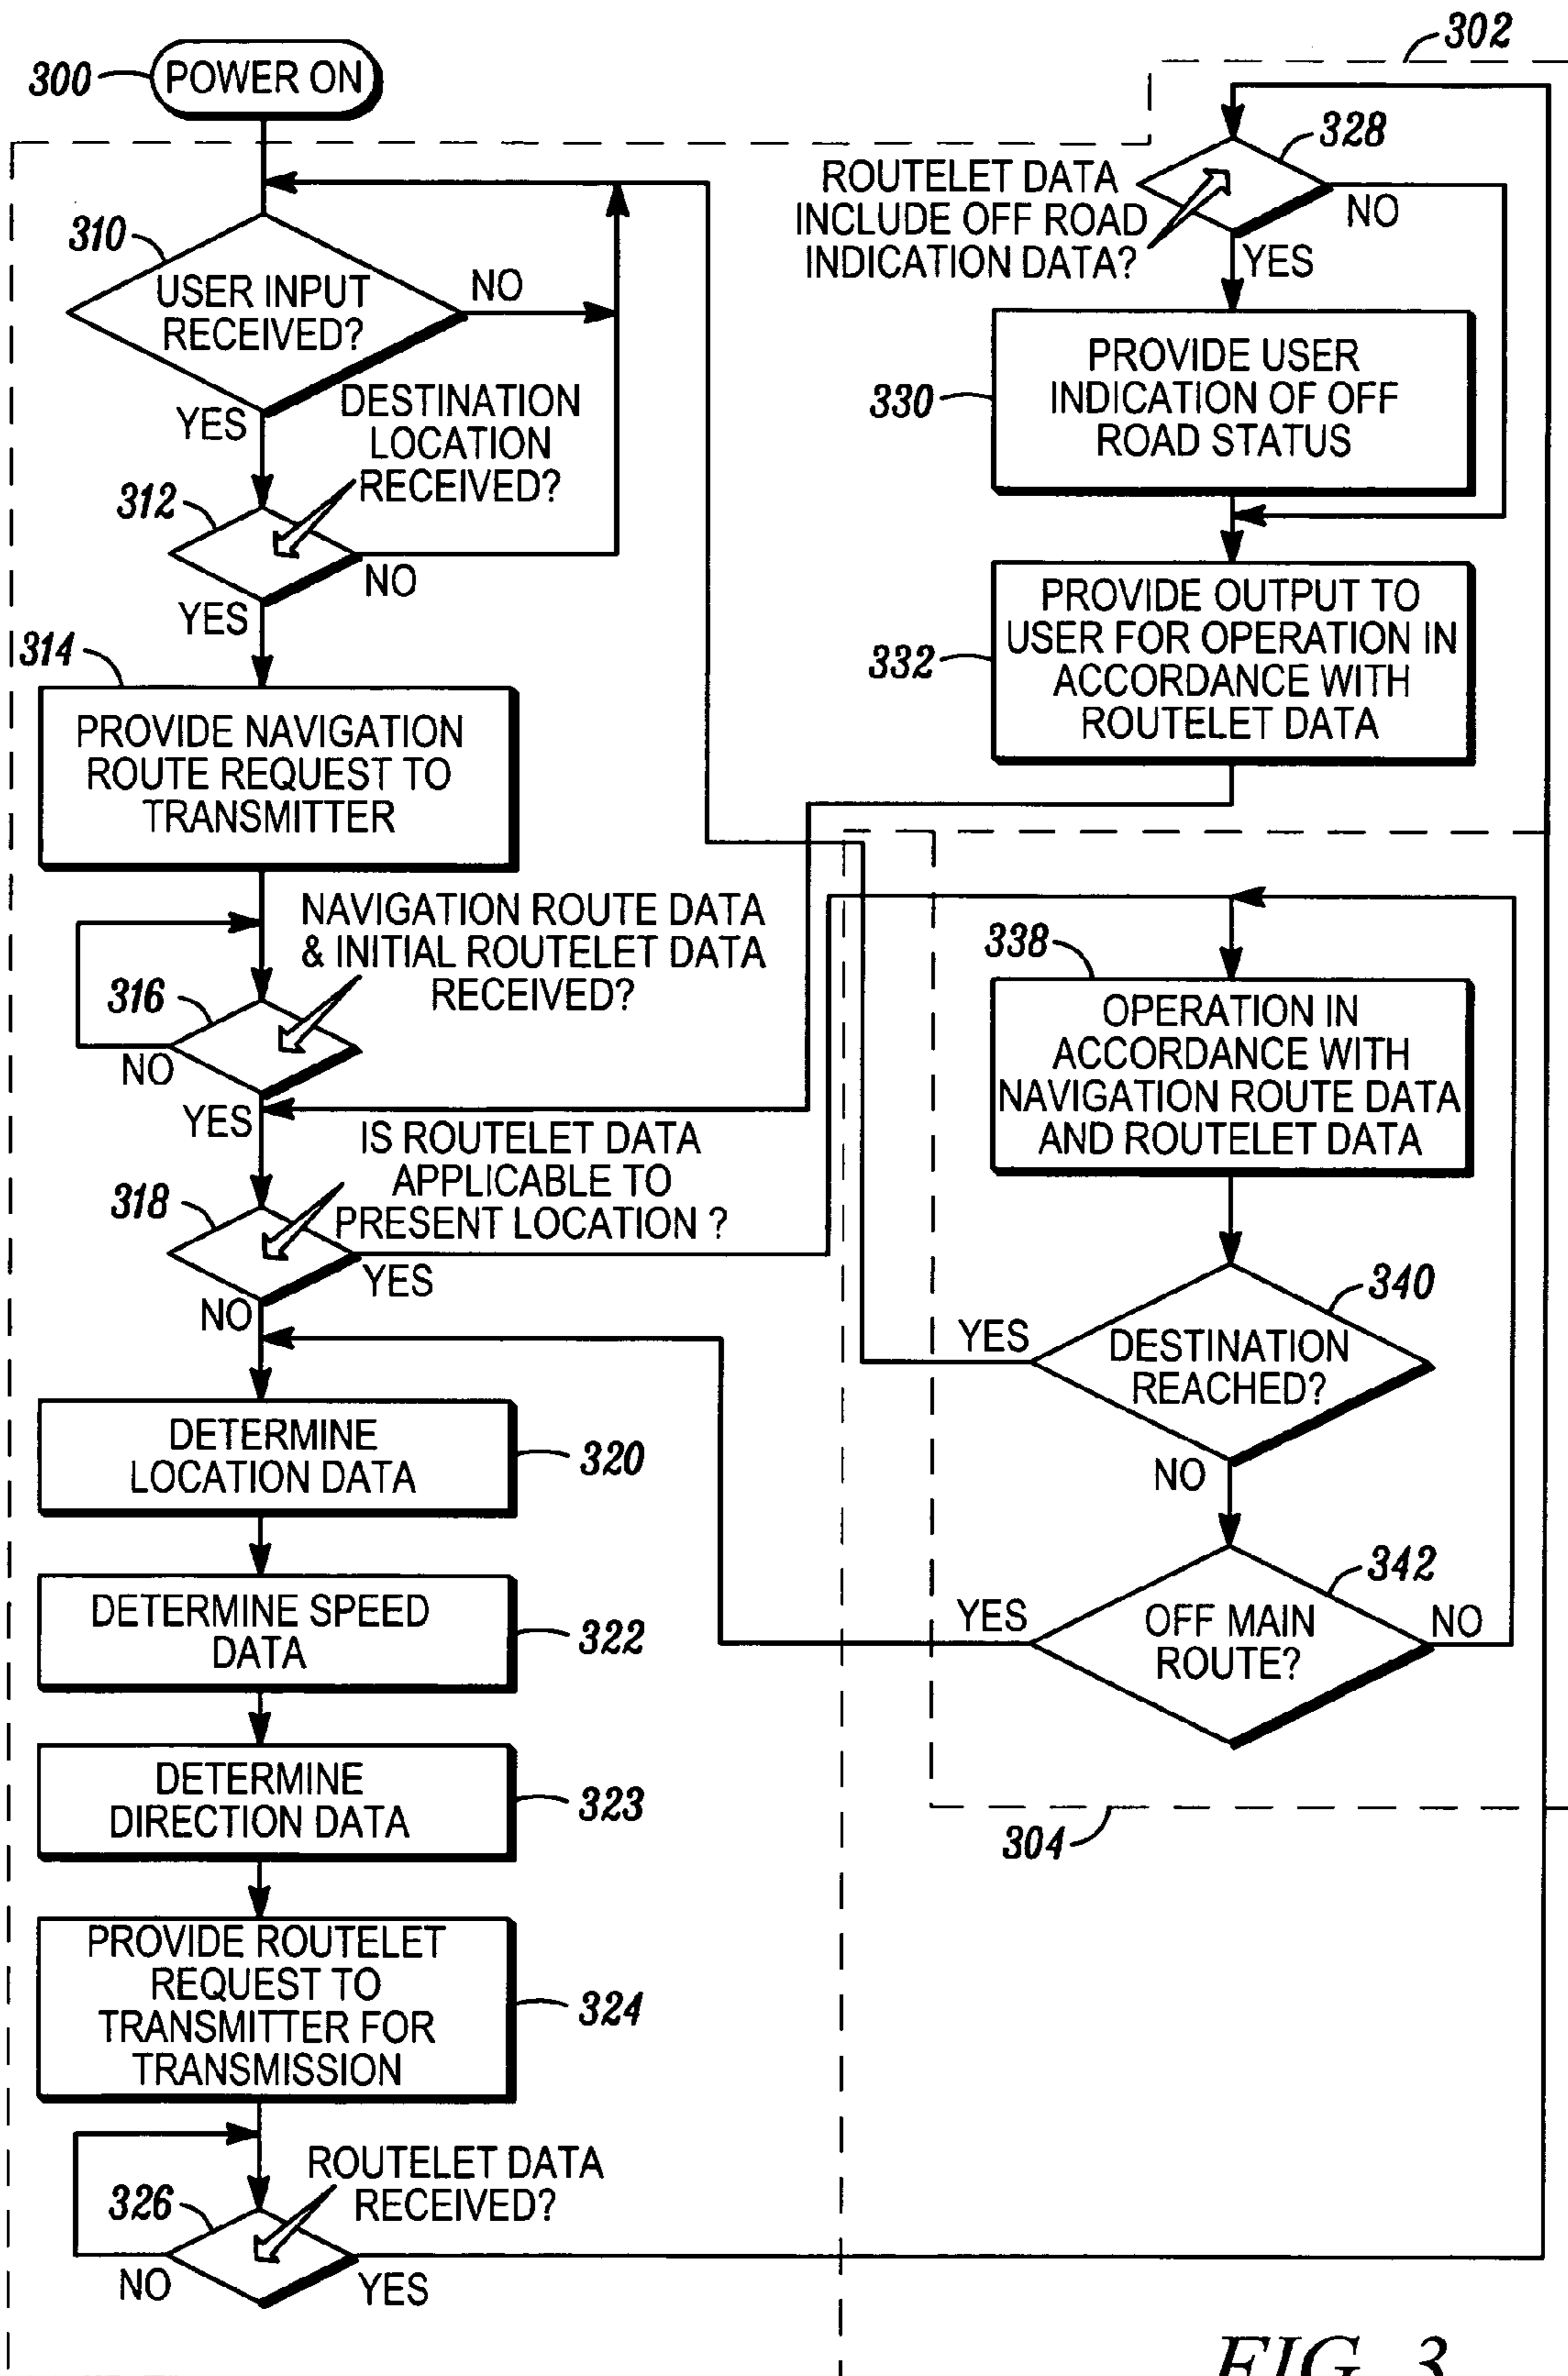 300
POWER ON
310
USER INPUT
RECEIVED?
NO
YES
DESTINATION
LOCATION
RECEIVED?
312
NO
YES
314
PROVIDE NAVIGATION
ROUTE REQUEST TO
TRANSMITTER
NAVIGATION ROUTE DATA
& INITIAL ROUTELET DATA
RECEIVED?
316
NO
YES
IS ROUTELET DATA
APPLICABLE TO
PRESENT LOCATION ?
318
YES
NO
DETERMINE
LOCATION DATA
320
DETERMINE SPEED
DATA
322
DETERMINE
DIRECTION DATA
323
PROVIDE ROUTELET
REQUEST TO
TRANSMITTER FOR
TRANSMISSION
324
ROUTELET DATA
RECEIVED?
326
NO
YES
302
328
ROUTELET DATA
INCLUDE OFF ROAD
INDICATION DATA?
NO
YES
330
PROVIDE USER
INDICATION OF OFF
ROAD STATUS
332
PROVIDE OUTPUT TO
USER FOR OPERATION IN
ACCORDANCE WITH
ROUTELET DATA
338
OPERATION IN
ACCORDANCE WITH
NAVIGATION ROUTE DATA
AND ROUTELET DATA
340
YES
DESTINATION
REACHED?
NO
342
YES
OFF MAIN
ROUTE?
NO
304
FIG. 3